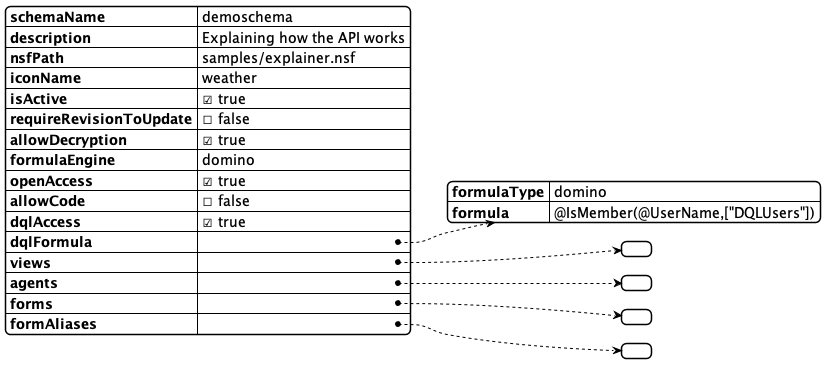 schemaName demoschema
description Explaining how the API works
nsfPath samples/explainer.nsf
iconName weather
isActive ☑ true
requireRevisionToUpdate ☐ false
allowDecryption ☑ true
formulaEngine domino
openAccess ☑ true
allowCode ☐ false
dqlAccess ☑ true
dqlFormula
views
agents
forms
formAliases
formulaType domino
formula @IsMember(@UserName,["DQLUsers"])